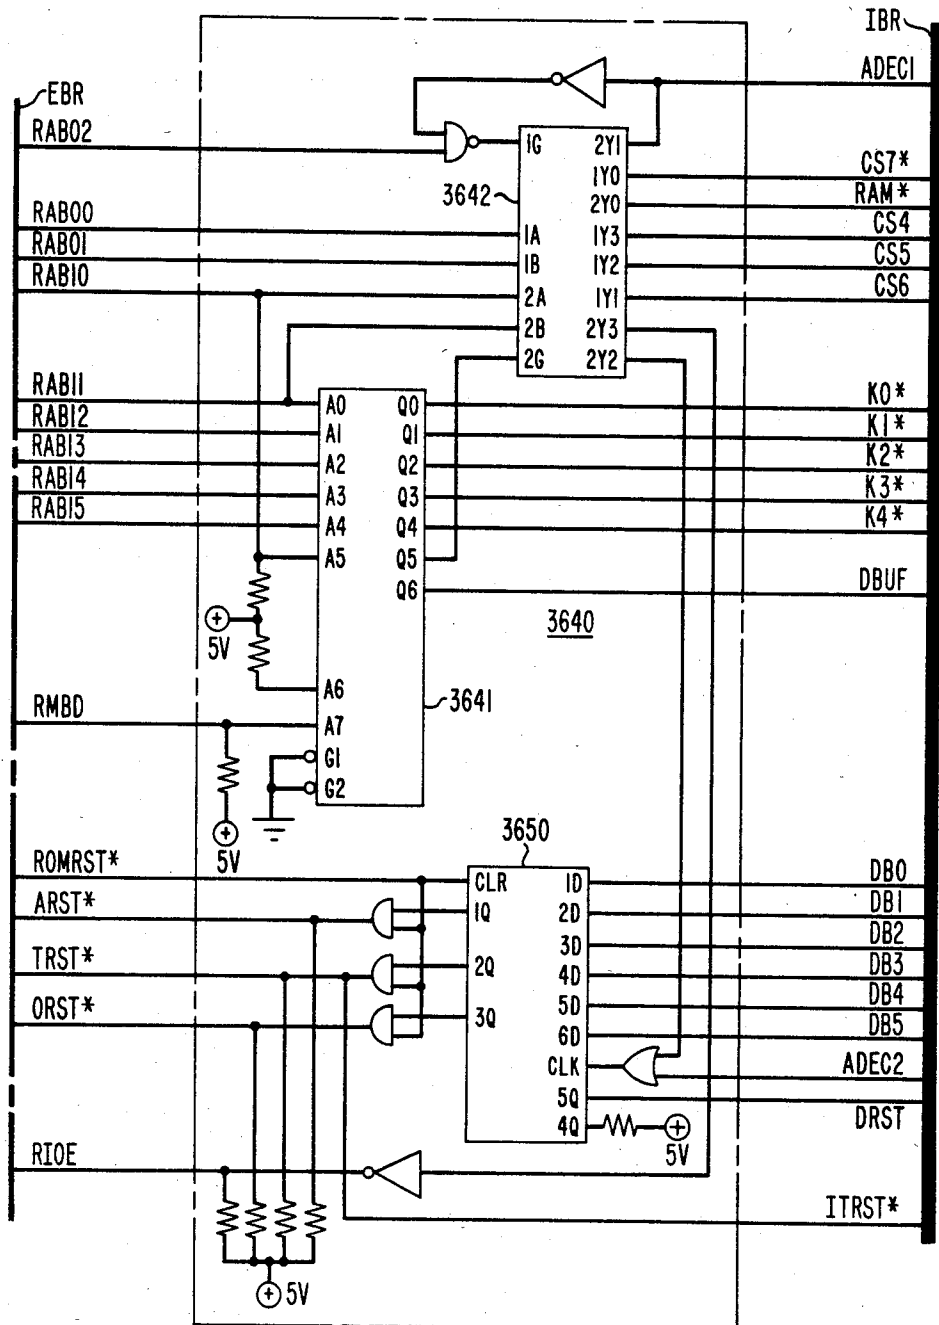 IBR
ADEC1
EBR
RAB02
1G
2Y1
CS7*
1Y0
RAM*
3642
2Y0
RAB00
CS4
1A
1Y3
RAB01
CS5
1B
1Y2
RAB10
CS6
2A
1Y1
2B
2Y3
2G
2Y2
RAB11
K0*
A0
Q0
RAB12
K1*
A1
Q1
RAB13
K2*
A2
Q2
RAB14
K3*
A3
Q3
RAB15
K4*
A4
Q4
A5
Q5
DBUF
Q6
3640
5V
A6
RMBD
3641
A7
G1
G2
5V
3650
ROMRST*
DB0
CLR
1D
ARST*
DB1
1Q
2D
DB2
3D
TRST*
DB3
2Q
4D
DB4
5D
ORST*
DB5
3Q
6D
ADEC2
CLK
5Q
DRST
4Q
5V
RIOE
ITRST*
5V